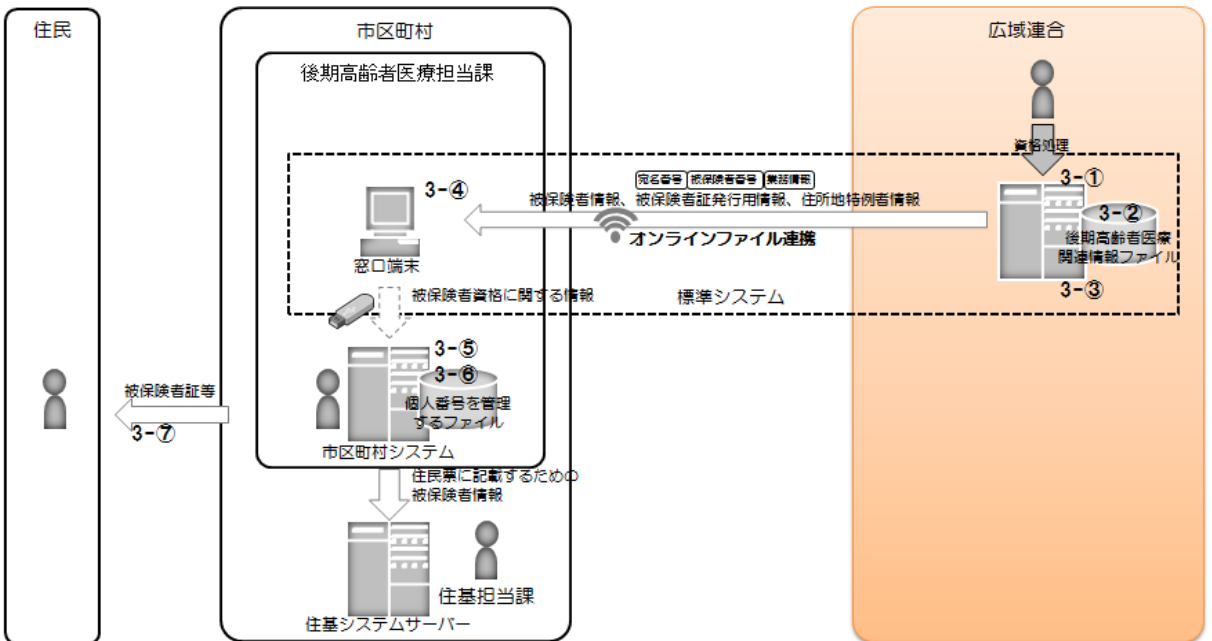 住民
市区町村
広域連合
後期高齢者医療担当課
資格処理
宛名番号 被保険者番号 業務情報
被保険者情報、被保険者証発行用情報、住所地特例者情報
オンラインファイル連携
3-①
3-②
後期高齢者医療
関連情報ファイル
3-③
3-④
窓口端末
標準システム
被保険者資格に関する情報
3-⑤
3-⑥
個人番号を管理
するファイル
市区町村システム
被保険者証等
3-⑦
住民票に記載するための
被保険者情報
住基担当課
住基システムサーバー